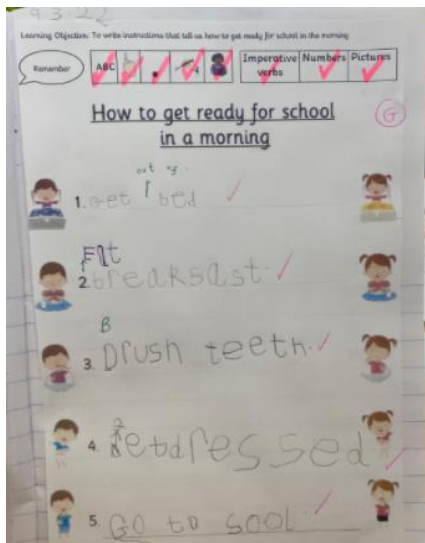 9.3.22
Learning Objective: To write instructions that tell us how to get ready for school in the morning
Remember ABC . Imperative verbs Numbers Pictures
How to get ready for school
in a morning
G
out of
1. Get bed
Eat
2. breaksast.
B
3. Drush teeth.
4. Getdressed
5. Go to sool.